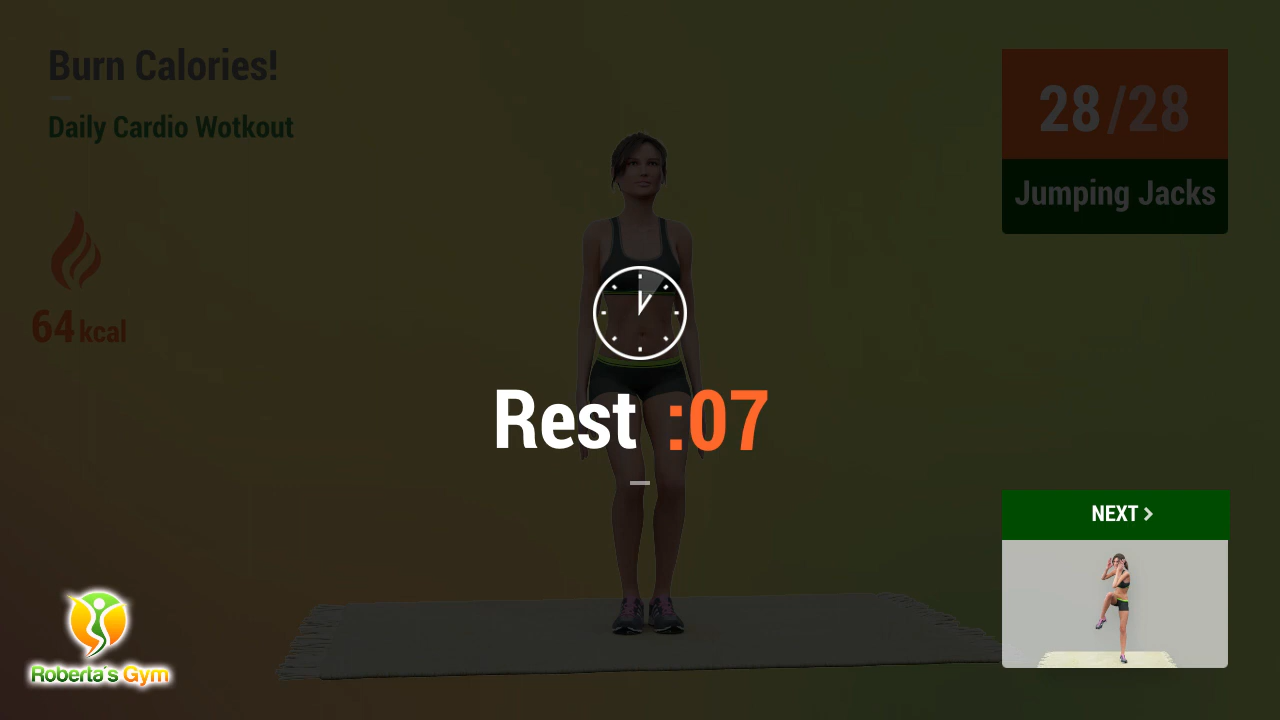 Burn Calories!
Daily Cardio Wotkout
28/28
Jumping Jacks
64 kcal
Rest :07
NEXT >
Roberta's Gym